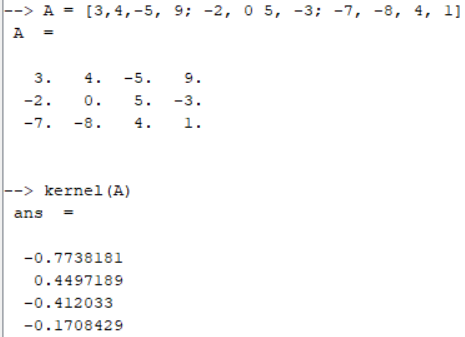 --> A = [3,4,-5, 9; -2, 0 5, -3; -7, -8, 4, 1]
A =
3. 4. -5. 9.
-2. 0. 5. -3.
-7. -8. 4. 1.
--> kernel(A)
ans =
-0.7738181
0.4497189
-0.412033
-0.1708429